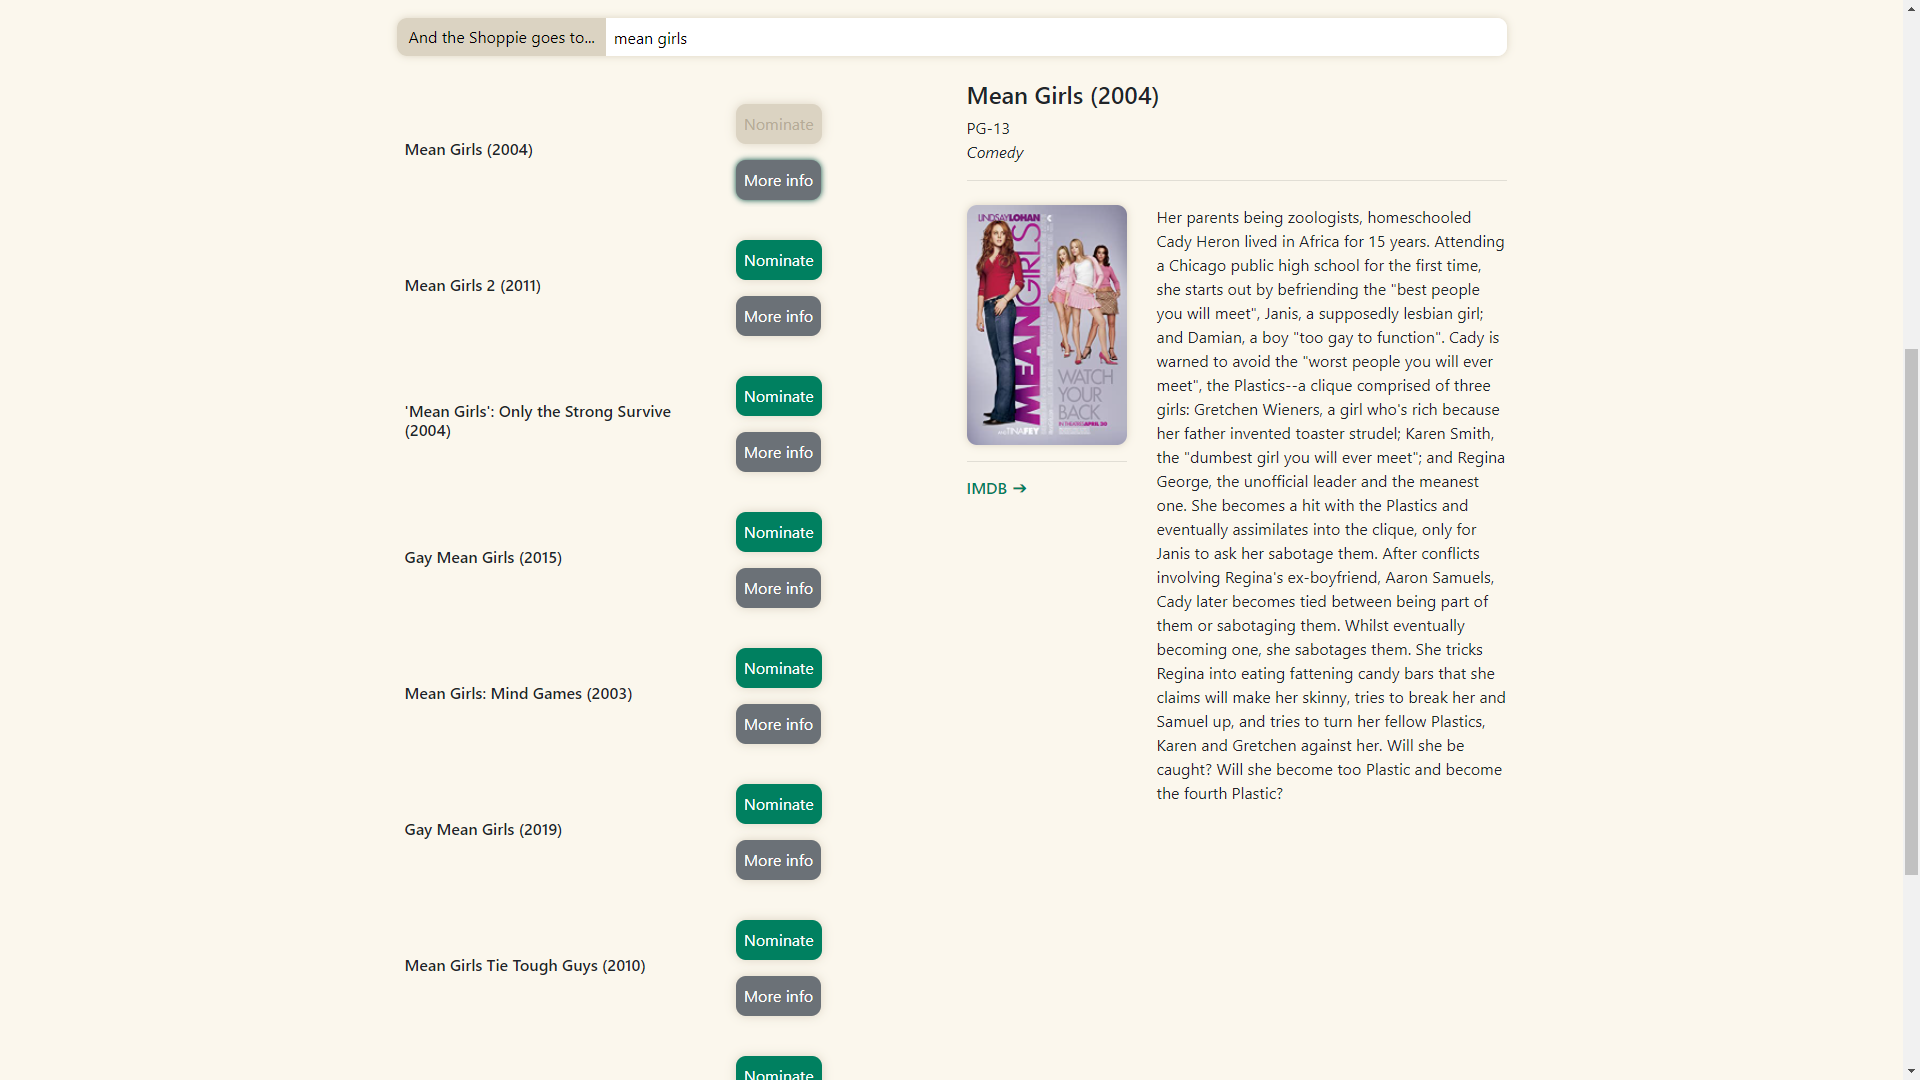 And the Shoppie goes to... mean girls
Mean Girls (2004)
Nominate
More info
Mean Girls 2 (2011)
Nominate
More info
'Mean Girls': Only the Strong Survive
(2004)
Nominate
More info
Gay Mean Girls (2015)
Nominate
More info
Mean Girls: Mind Games (2003)
Nominate
More info
Gay Mean Girls (2019)
Nominate
More info
Mean Girls Tie Tough Guys (2010)
Nominate
More info
Nominate
Mean Girls (2004)
PG-13
Comedy
LINDSAY LOHAN
MEAN GIRLS
WATCH
YOUR
BACK
TINA FEY
IMDB →
Her parents being zoologists, homeschooled
Cady Heron lived in Africa for 15 years. Attending
a Chicago public high school for the first time,
she starts out by befriending the "best people
you will meet", Janis, a supposedly lesbian girl;
and Damian, a boy "too gay to function". Cady is
warned to avoid the "worst people you will ever
meet", the Plastics--a clique comprised of three
girls: Gretchen Wieners, a girl who's rich because
her father invented toaster strudel; Karen Smith,
the "dumbest girl you will ever meet"; and Regina
George, the unofficial leader and the meanest
one. She becomes a hit with the Plastics and
eventually assimilates into the clique, only for
Janis to ask her sabotage them. After conflicts
involving Regina's ex-boyfriend, Aaron Samuels,
Cady later becomes tied between being part of
them or sabotaging them. Whilst eventually
becoming one, she sabotages them. She tricks
Regina into eating fattening candy bars that she
claims will make her skinny, tries to break her and
Samuel up, and tries to turn her fellow Plastics,
Karen and Gretchen against her. Will she be
caught? Will she become too Plastic and become
the fourth Plastic?